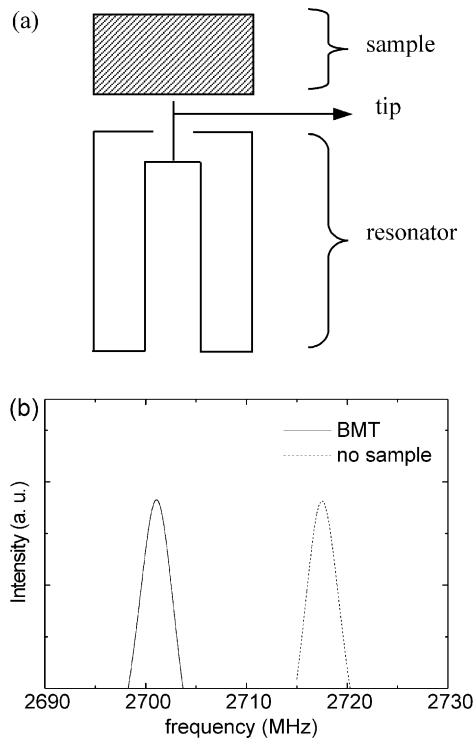 (a)
sample
tip
resonator
(b)
BMT
no sample
Intensity (a. u.)
2690 2700 2710 2720 2730
frequency (MHz)